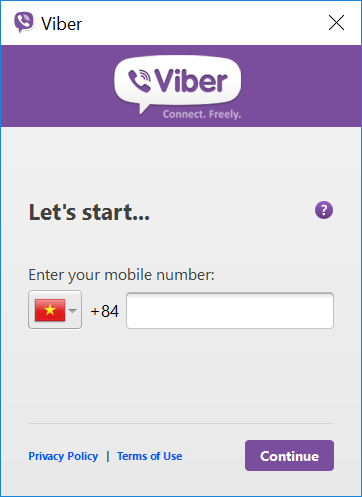 Viber
Viber
Connect. Freely.
Let's start...
?
Enter your mobile number:
+84
Privacy Policy | Terms of Use
Continue